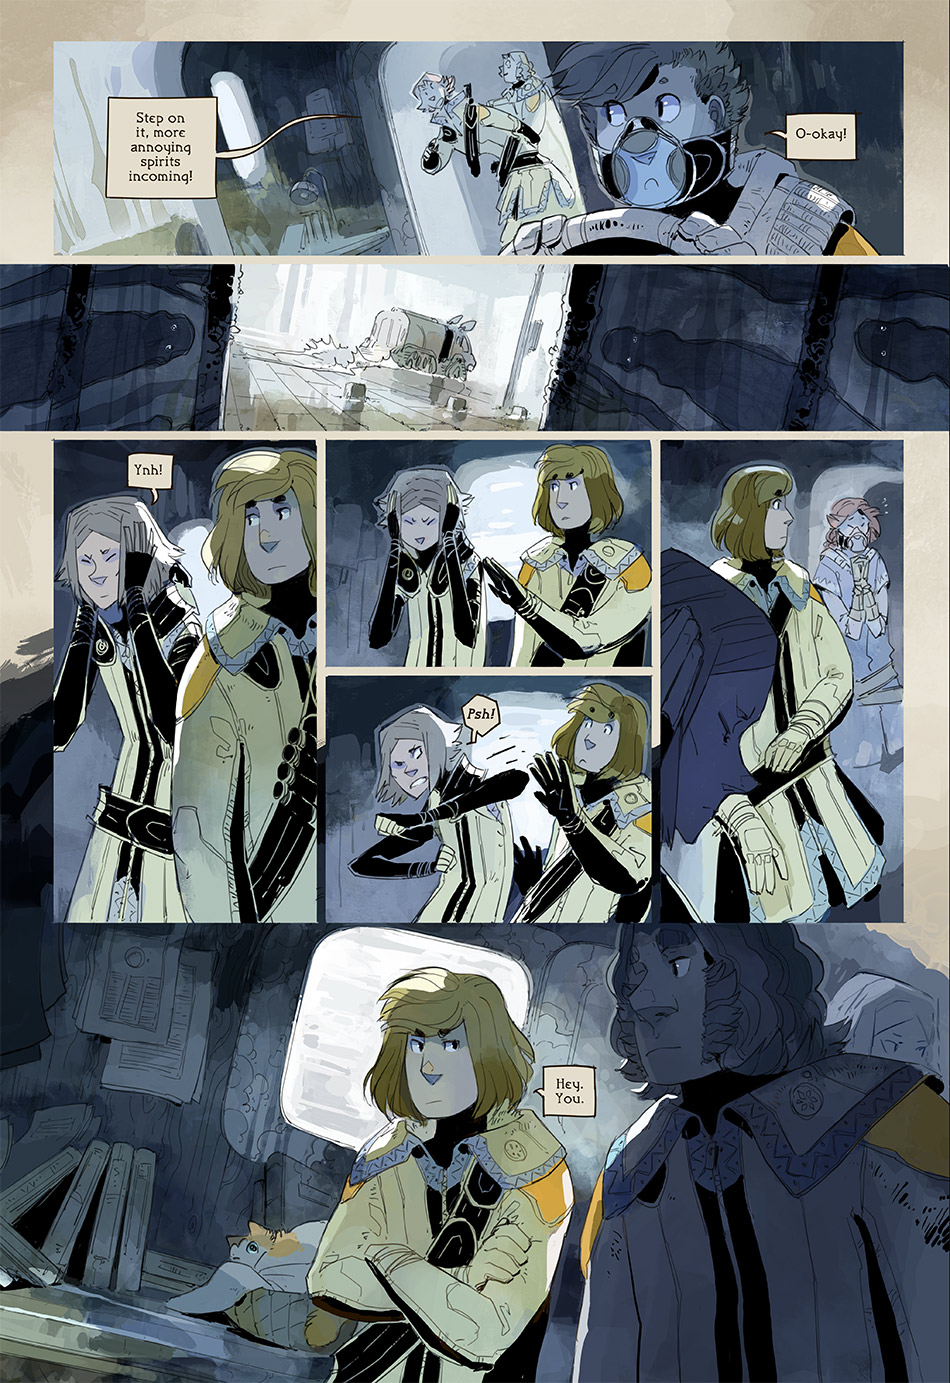 Step on
it, more
annoying
spirits
incoming!
O-okay!
Ynh!
Psh!
Hey.
You.